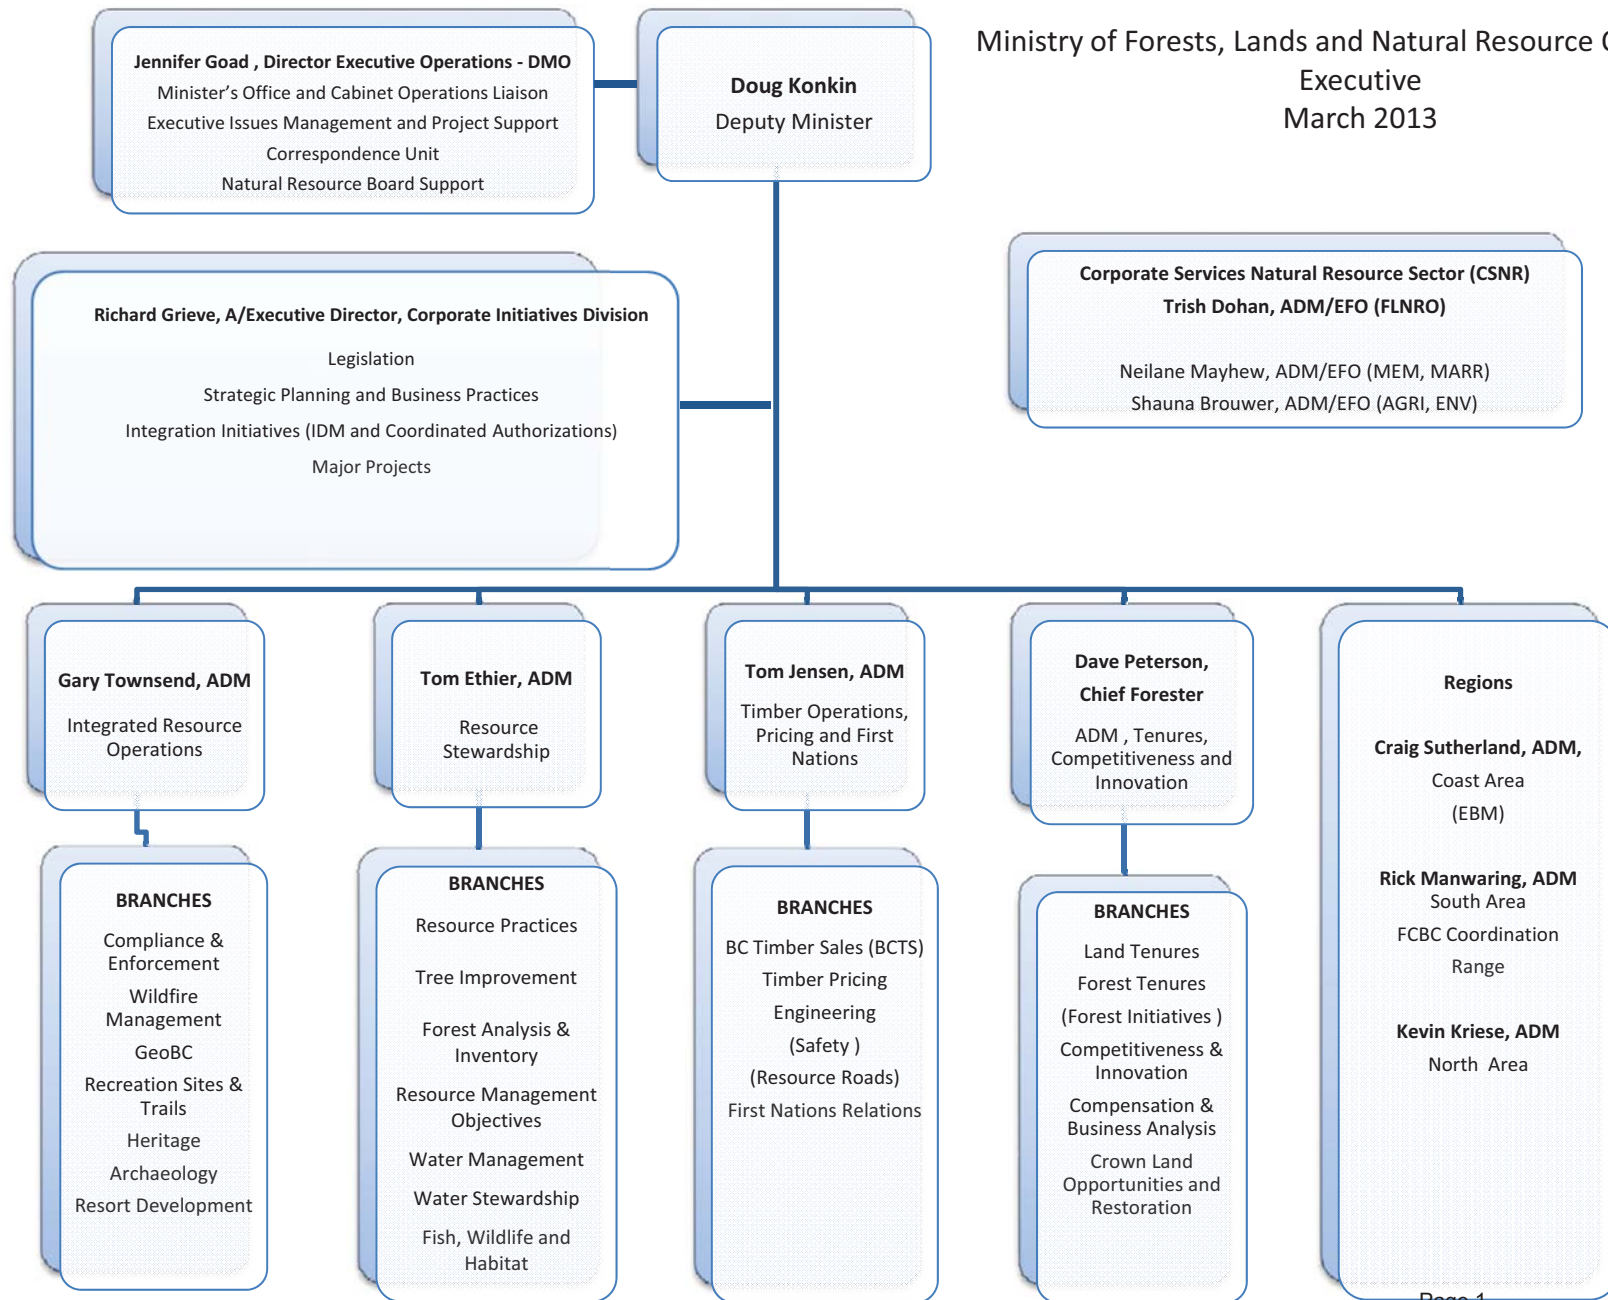 Ministry of Forests, Lands and Natural Resource
Executive
March 2013
Jennifer Goad , Director Executive Operations - DMO
Minister’s Office and Cabinet Operations Liaison
Executive Issues Management and Project Support
Correspondence Unit
Natural Resource Board Support
Doug Konkin
Deputy Minister
Richard Grieve, A/Executive Director, Corporate Initiatives Division
Legislation
Strategic Planning and Business Practices
Integration Initiatives (IDM and Coordinated Authorizations)
Major Projects
Corporate Services Natural Resource Sector (CSNR)
Trish Dohan, ADM/EFO (FLNRO)
Neilane Mayhew, ADM/EFO (MEM, MARR)
Shauna Brouwer, ADM/EFO (AGRI, ENV)
Gary Townsend, ADM
Integrated Resource
Operations
BRANCHES
Compliance &
Enforcement
Wildfire
Management
GeoBC
Recreation Sites &
Trails
Heritage
Archaeology
Resort Development
Tom Ethier, ADM
Resource
Stewardship
BRANCHES
Resource Practices
Tree Improvement
Forest Analysis &
Inventory
Resource Management
Objectives
Water Management
Water Stewardship
Fish, Wildlife and
Habitat
Tom Jensen, ADM
Timber Operations,
Pricing and First
Nations
BRANCHES
BC Timber Sales (BCTS)
Timber Pricing
Engineering
(Safety )
(Resource Roads)
First Nations Relations
Dave Peterson,
Chief Forester
ADM , Tenures,
Competitiveness and
Innovation
BRANCHES
Land Tenures
Forest Tenures
(Forest Initiatives )
Competitiveness &
Innovation
Compensation &
Business Analysis
Crown Land
Opportunities and
Restoration
Regions
Craig Sutherland, ADM,
Coast Area
(EBM)
Rick Manwaring, ADM
South Area
FCBC Coordination
Range
Kevin Kriese, ADM
North Area
Page 1